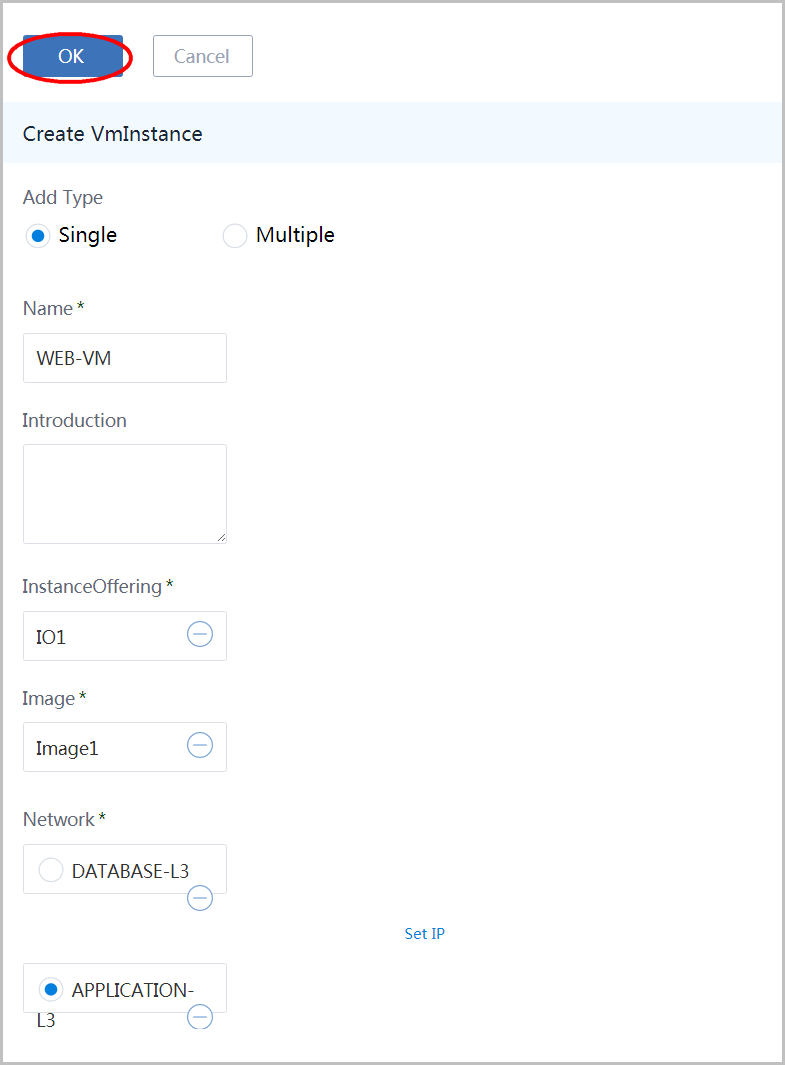 OK Cancel
Create VmInstance
Add Type
Single Multiple
Name *
WEB-VM
Introduction
InstanceOffering *
IO1
Image *
Image1
Network *
DATABASE-L3
Set IP
APPLICATION-
L3